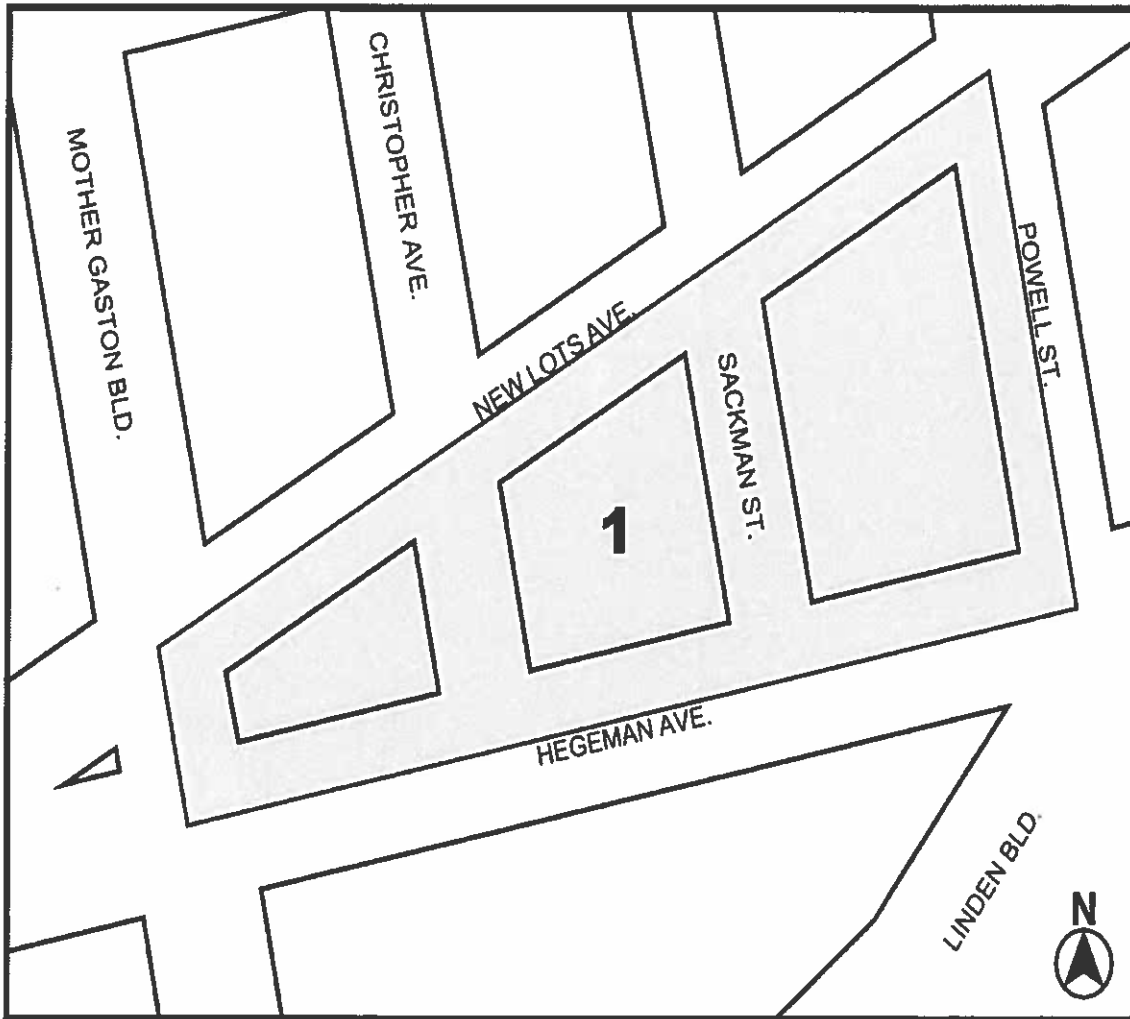 CHRISTOPHER AVE.
MOTHER GASTON BLD.
POWELL ST.
NEW LOTS AVE.
SACKMAN ST.
1
HEGEMAN AVE.
LINDEN BLD.
N